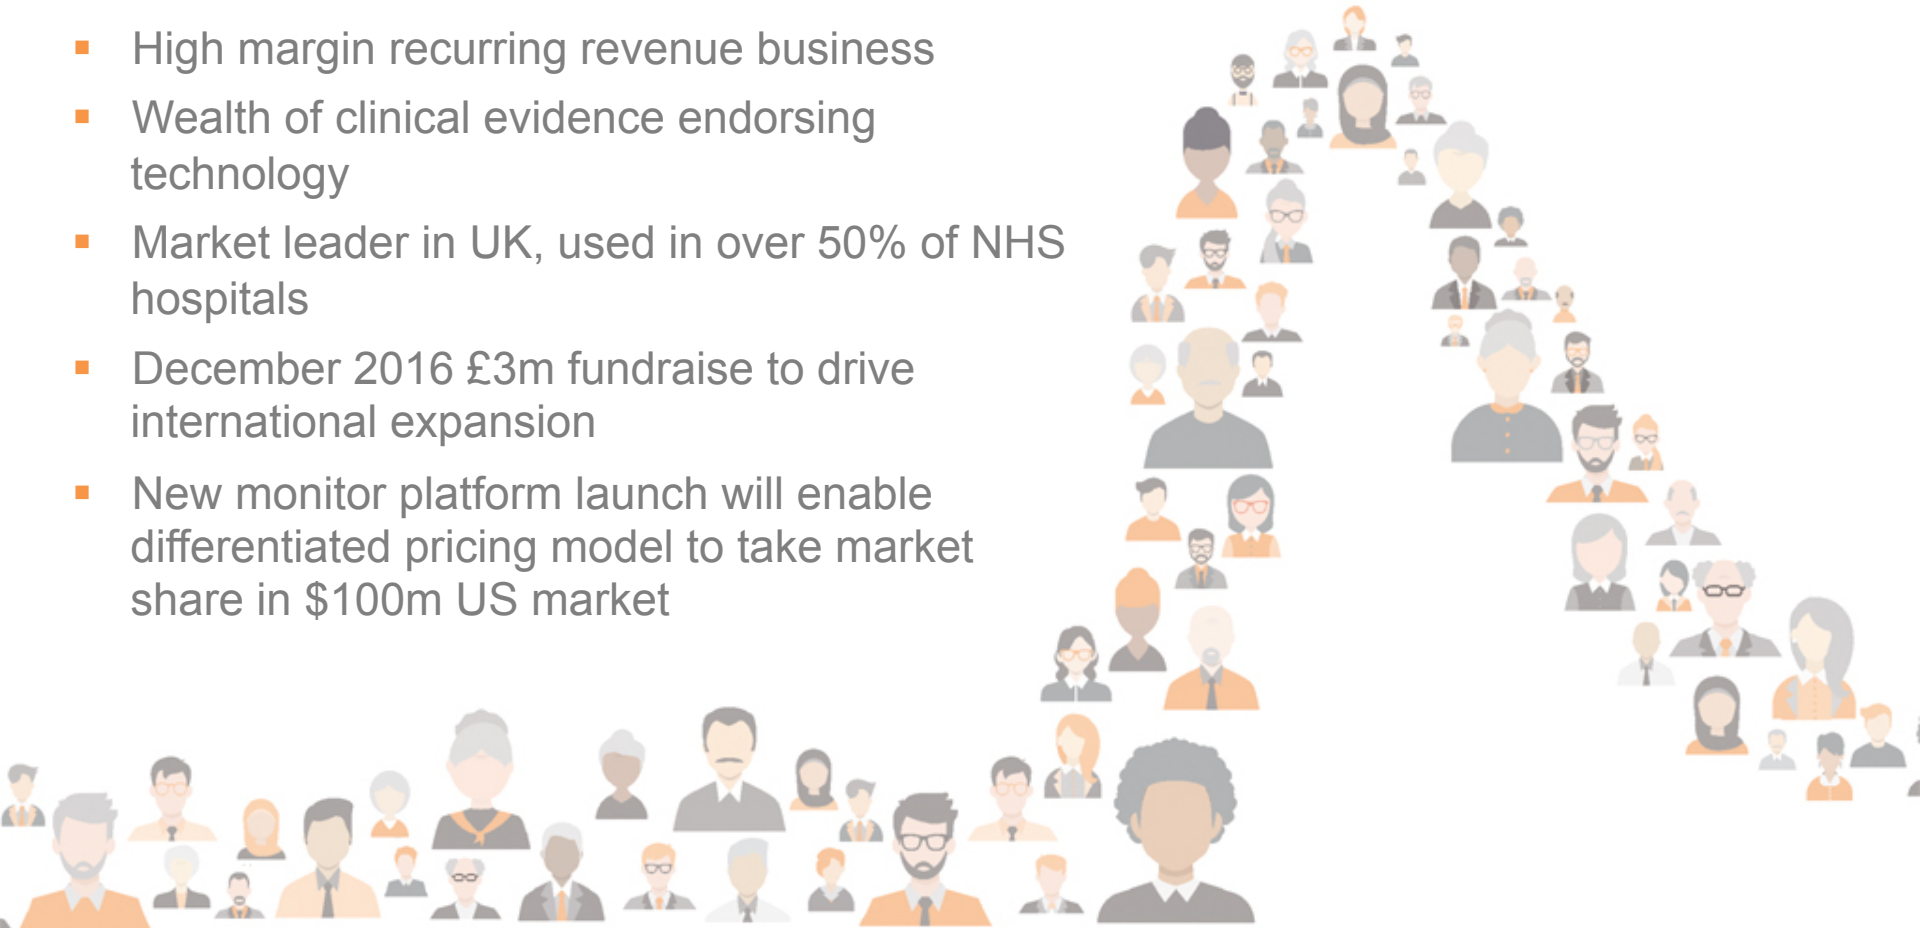 ▪ High margin recurring revenue business
▪ Wealth of clinical evidence endorsing
technology
▪ Market leader in UK, used in over 50% of NHS
hospitals
▪ December 2016 £3m fundraise to drive
international expansion
▪ New monitor platform launch will enable
differentiated pricing model to take market
share in $100m US market